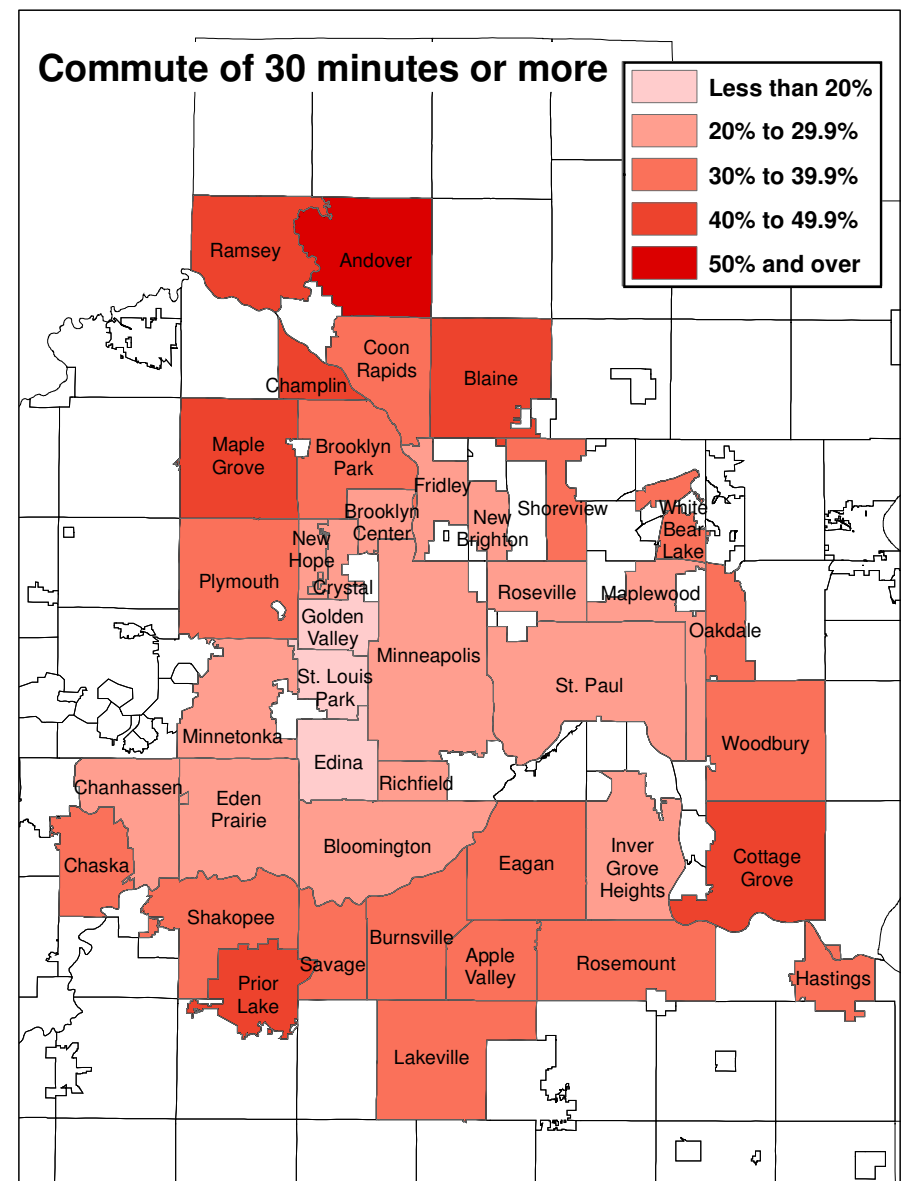 Commute of 30 minutes or more
Less than 20%
20% to 29.9%
30% to 39.9%
40% to 49.9%
50% and over
Ramsey
Andover
Coon
Rapids
Champlin
Blaine
Maple
Grove
Brooklyn
Park
Fridley
Brooklyn
Center
New
Brighton
Shoreview
White
Bear
Lake
New
Hope
Plymouth
Crystal
Roseville
Maplewood
Golden
Valley
Oakdale
Minneapolis
St. Louis
Park
St. Paul
Minnetonka
Woodbury
Edina
Richfield
Chanhassen
Eden
Prairie
Bloomington
Chaska
Eagan
Inver
Grove
Heights
Cottage
Grove
Shakopee
Burnsville
Savage
Apple
Valley
Rosemount
Hastings
Prior
Lake
Lakeville